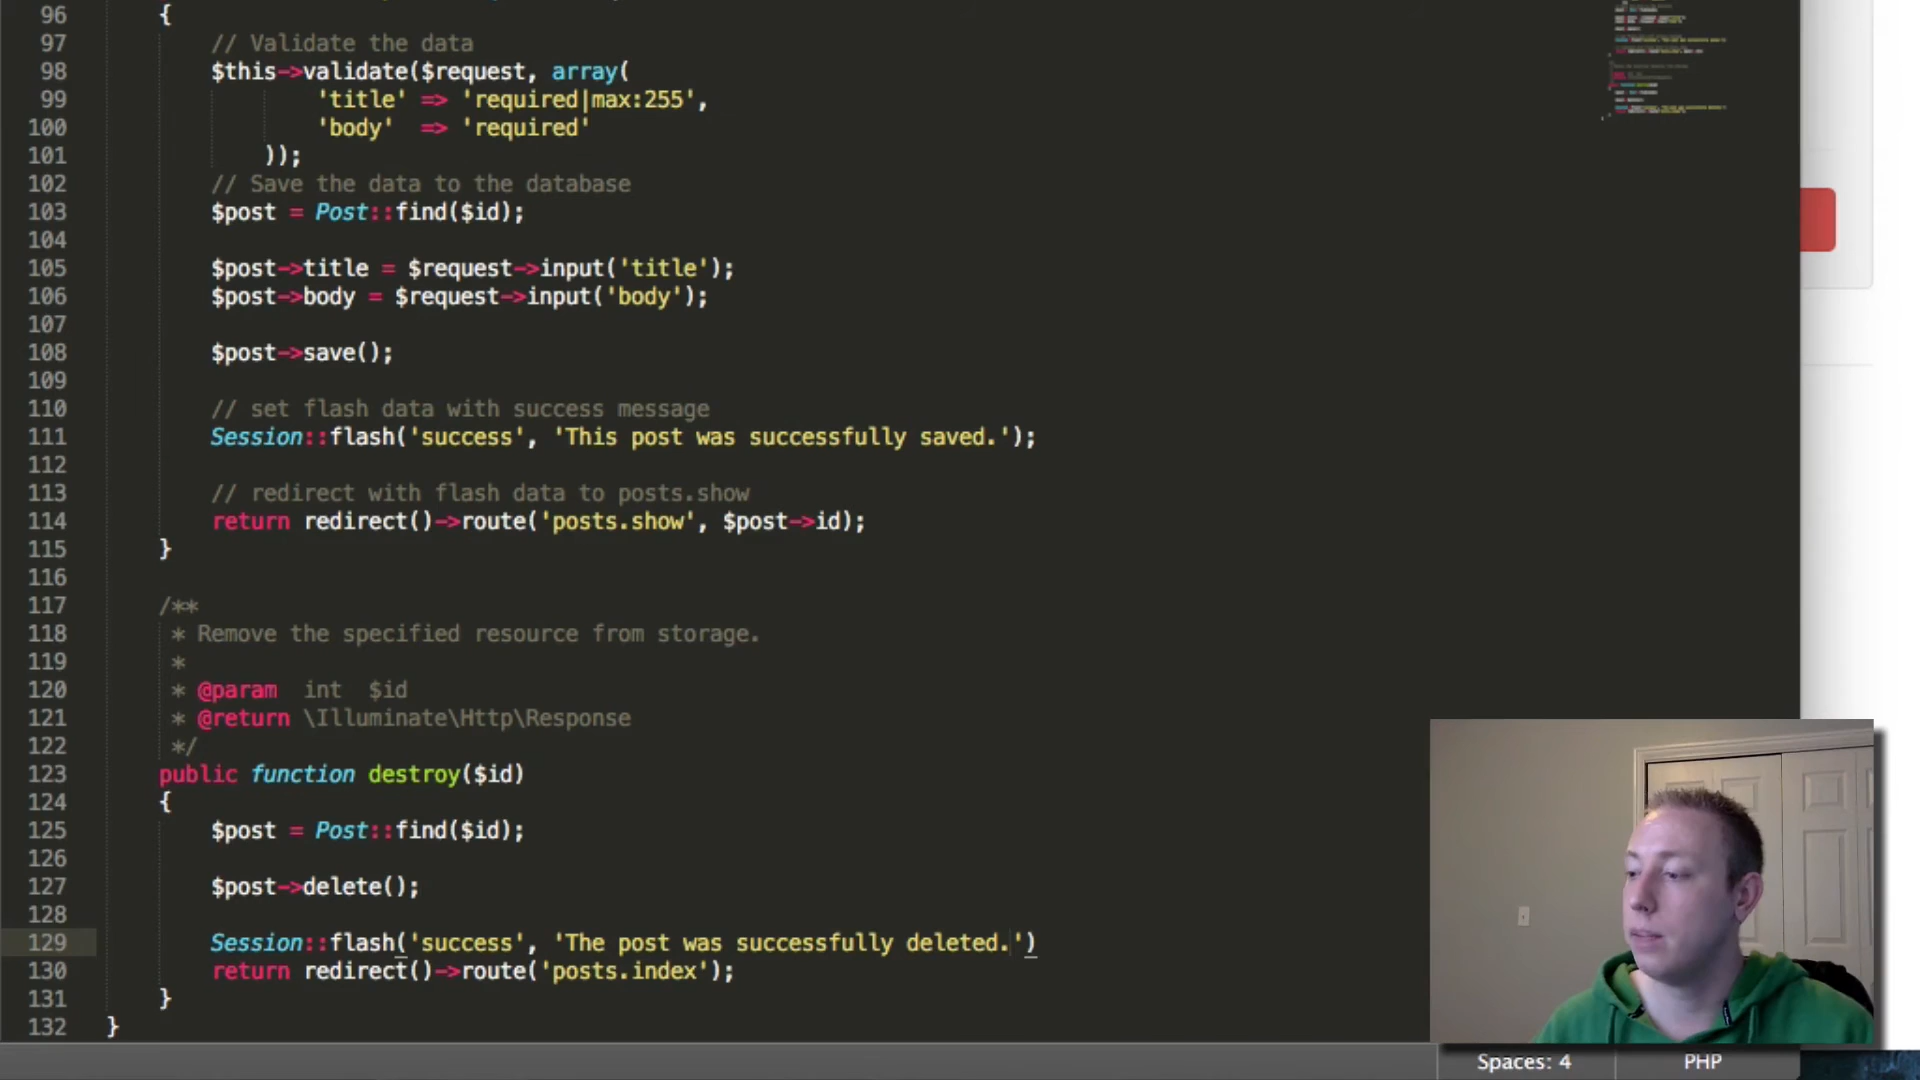 96 {
97 // Validate the data
98 $this->validate($request, array(
99 'title' => 'required|max:255',
100 'body' => 'required'
101 ));
102 // Save the data to the database
103 $post = Post::find($id);
104
105 $post->title = $request->input('title');
106 $post->body = $request->input('body');
107
108 $post->save();
109
110 // set flash data with success message
111 Session::flash('success', 'This post was successfully saved.');
112
113 // redirect with flash data to posts.show
114 return redirect()->route('posts.show', $post->id);
115 }
116
117 /**
118 * Remove the specified resource from storage.
119 *
120 * @param int $id
121 * @return \Illuminate\Http\Response
122 */
123 public function destroy($id)
124 {
125 $post = Post::find($id);
126
127 $post->delete();
128
129 Session::flash('success', 'The post was successfully deleted.')
130 return redirect()->route('posts.index');
131 }
132 }
Spaces: 4 PHP